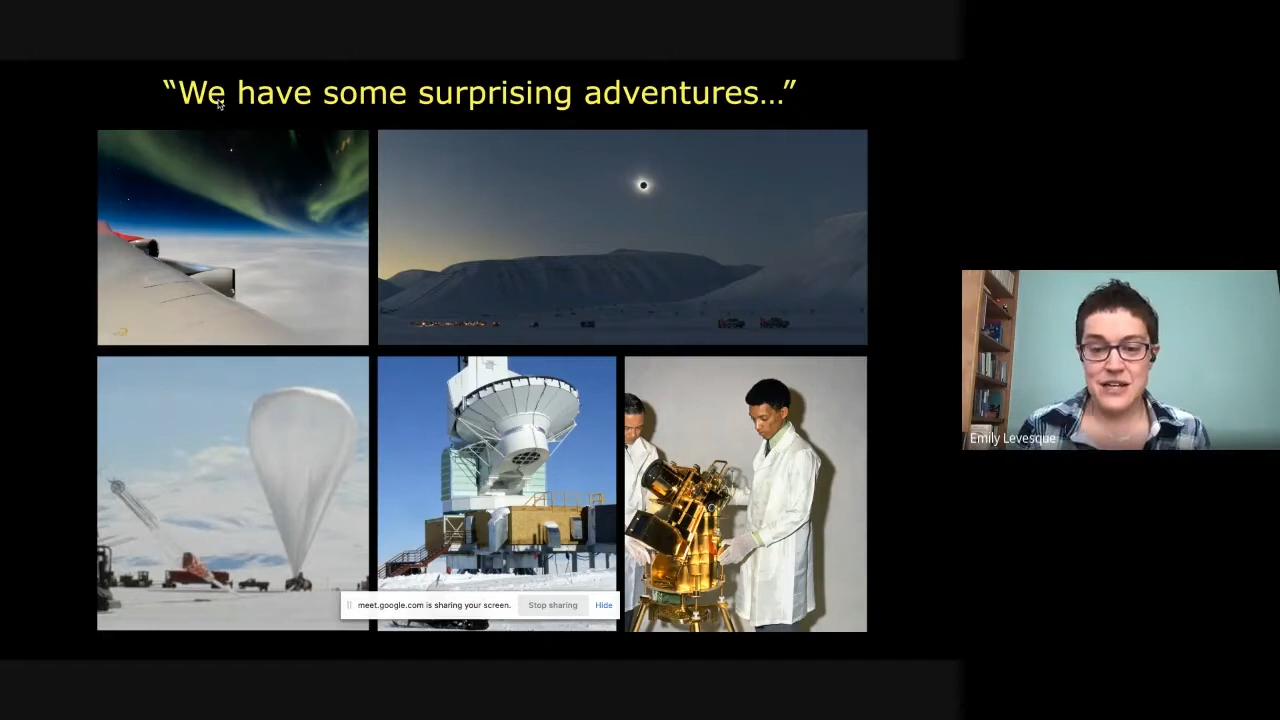 “We have some surprising adventures…”
meet.google.com is sharing your screen. Stop sharing Hide
Emily Levesque